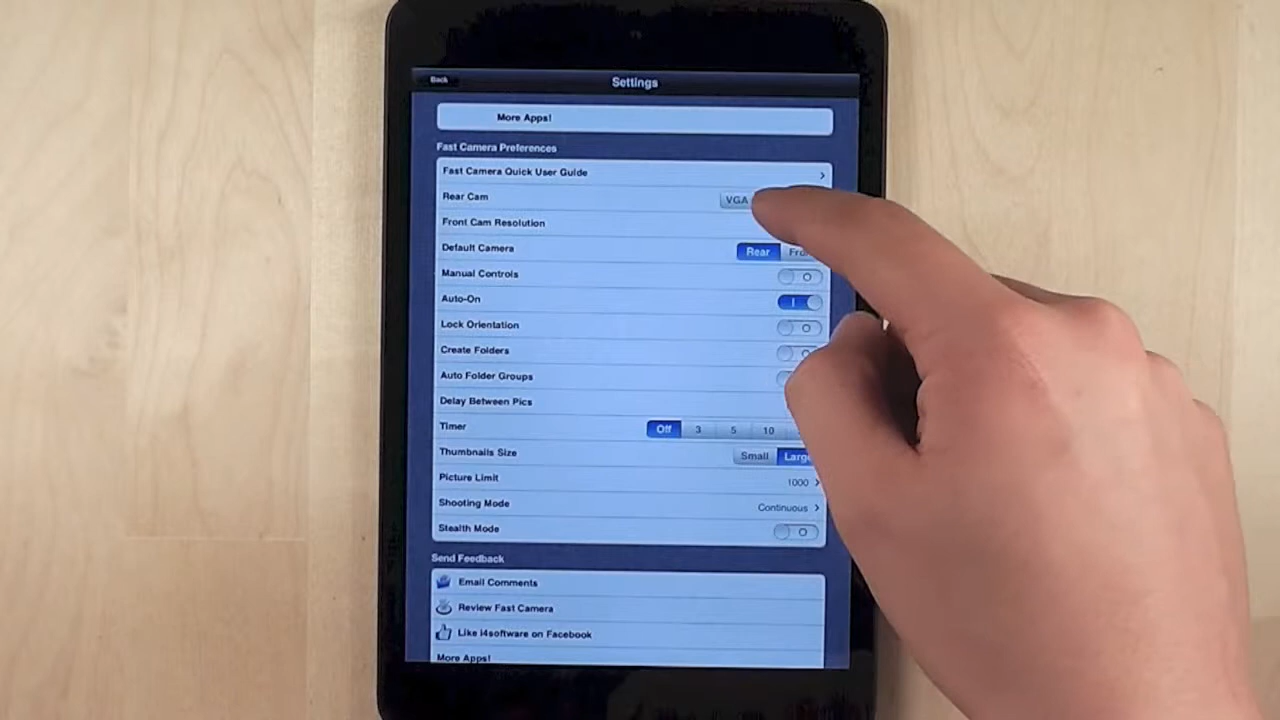 Back Settings
More Apps!
Fast Camera Preferences
Fast Camera Quick User Guide
Rear Cam VGA
Front Cam Resolution
Default Camera Rear
Manual Controls
Auto-On
Lock Orientation
Create Folders
Auto Folder Groups
Delay Between Pics
Timer Off 3 5 10
Thumbnails Size Small Large
Picture Limit 1000
Shooting Mode Continuous
Stealth Mode
Send Feedback
Email Comments
Review Fast Camera
Like i4software on Facebook
More Apps!